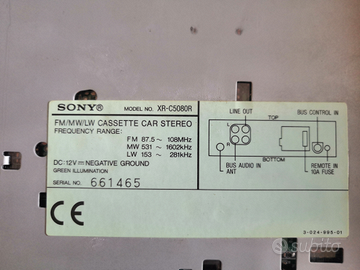 SONY®
MODEL NO. XR-C5080R
FM/MW/LW CASSETTE CAR STEREO
FREQUENCY RANGE:
FM 87.5 ~ 108MHz
MW 531 ~ 1602kHz
LW 153 ~ 281kHz
DC 12V ⎓ NEGATIVE GROUND
GREEN ILLUMINATION
SERIAL NO. 661465
CE
LINE OUT
BUS CONTROL IN
TOP
L
R
BOTTOM
BUS AUDIO IN
ANT
REMOTE IN
10A FUSE
3-024-995-01
subito